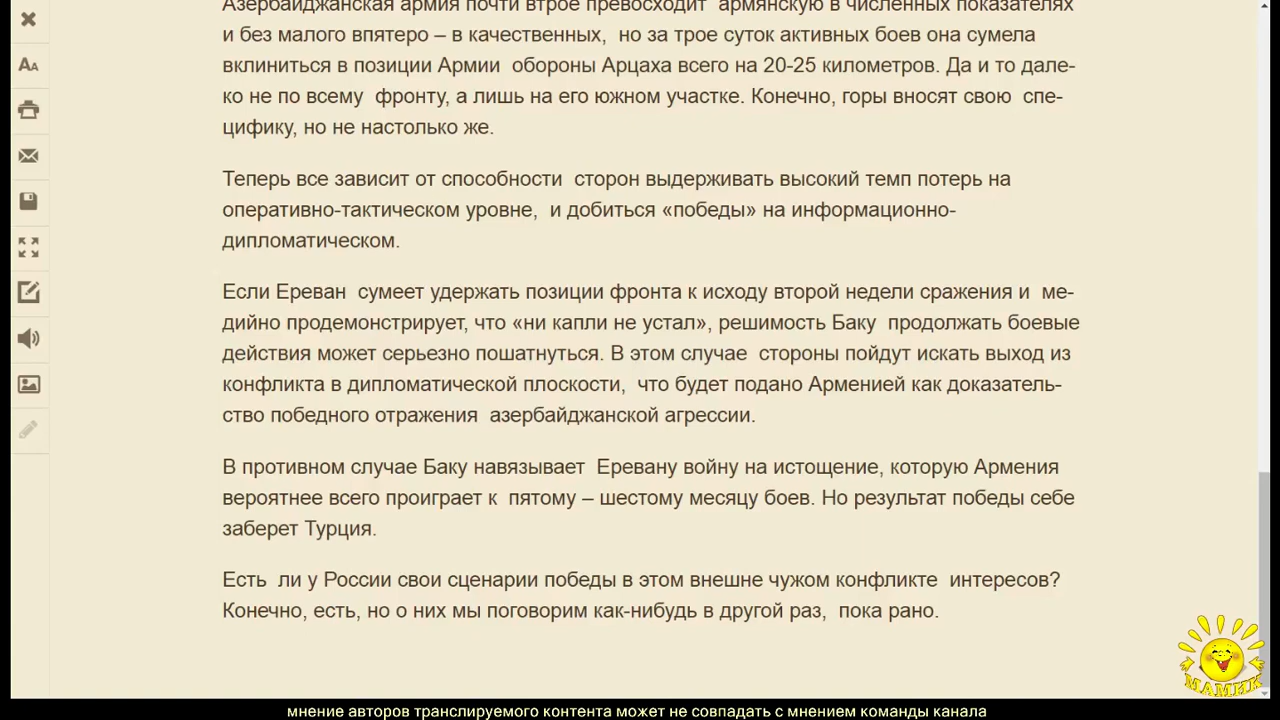 Азербайджанская армия почти втрое превосходит армянскую в численных показателях
и без малого впятеро – в качественных, но за трое суток активных боев она сумела
вклиниться в позиции Армии обороны Арцаха всего на 20-25 километров. Да и то дале-
ко не по всему фронту, а лишь на его южном участке. Конечно, горы вносят свою спе-
цифику, но не настолько же.
Теперь все зависит от способности сторон выдерживать высокий темп потерь на
оперативно-тактическом уровне, и добиться «победы» на информационно-
дипломатическом.
Если Ереван сумеет удержать позиции фронта к исходу второй недели сражения и ме-
дийно продемонстрирует, что «ни капли не устал», решимость Баку продолжать боевые
действия может серьезно пошатнуться. В этом случае стороны пойдут искать выход из
конфликта в дипломатической плоскости, что будет подано Арменией как доказатель-
ство победного отражения азербайджанской агрессии.
В противном случае Баку навязывает Еревану войну на истощение, которую Армения
вероятнее всего проиграет к пятому – шестому месяцу боев. Но результат победы себе
заберет Турция.
Есть ли у России свои сценарии победы в этом внешне чужом конфликте интересов?
Конечно, есть, но о них мы поговорим как-нибудь в другой раз, пока рано.
МАМИК
мнение авторов транслируемого контента может не совпадать с мнением команды канала